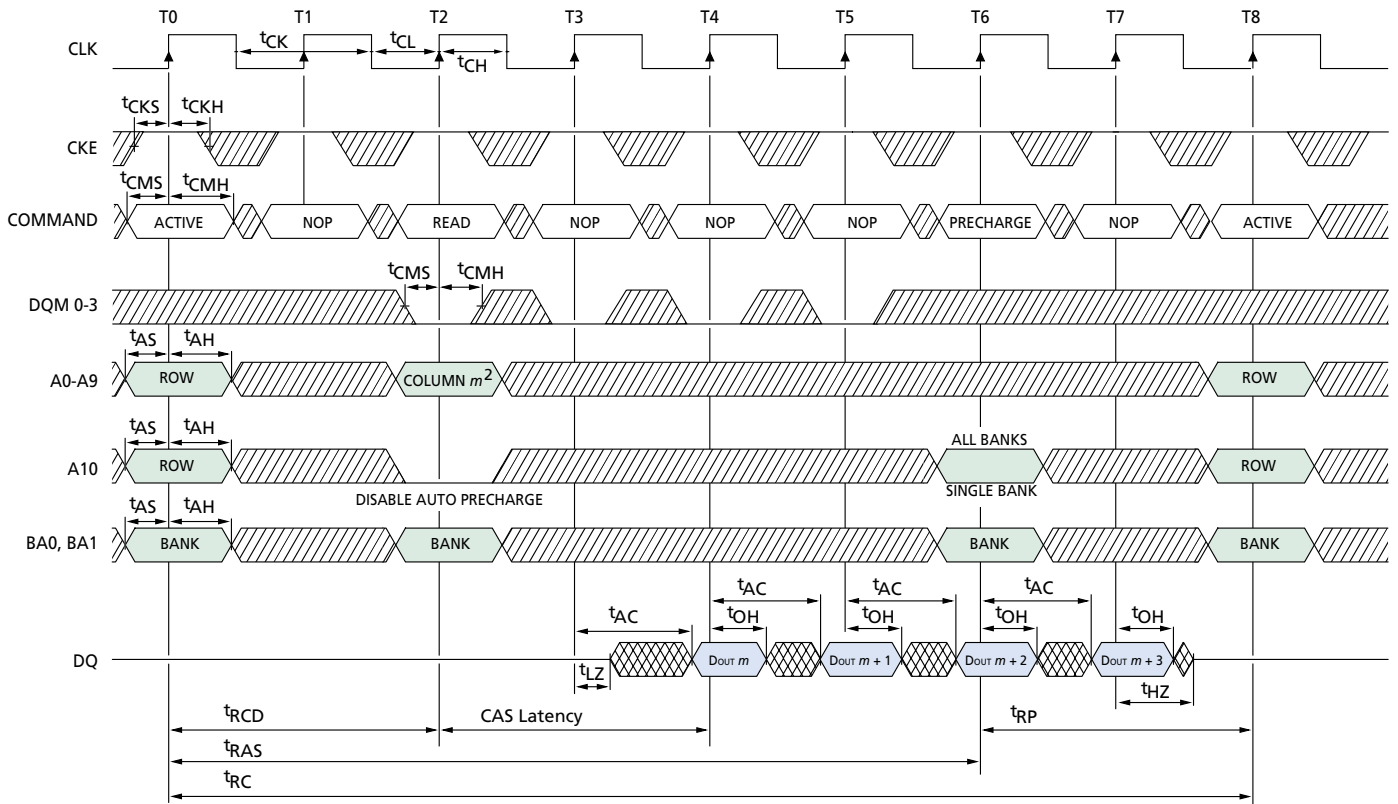 T0 T1 T2 T3 T4 T5 T6 T7 T8
CLK
tCK tCL
tCH
tCKS tCKH
CKE
tCMS tCMH
COMMAND ACTIVE NOP READ NOP NOP NOP PRECHARGE NOP ACTIVE
tCMS tCMH
DQM 0-3
tAS tAH
A0-A9 ROW COLUMN m2 ROW
tAS tAH
ALL BANKS
A10 ROW ROW
DISABLE AUTO PRECHARGE SINGLE BANK
tAS tAH
BA0, BA1 BANK BANK BANK BANK
tAC tAC tAC
tAC tOH tOH tOH tOH
DQ DOUT m DOUT m + 1 DOUT m + 2 DOUT m + 3
tLZ tHZ
tRCD CAS Latency tRP
tRAS
tRC